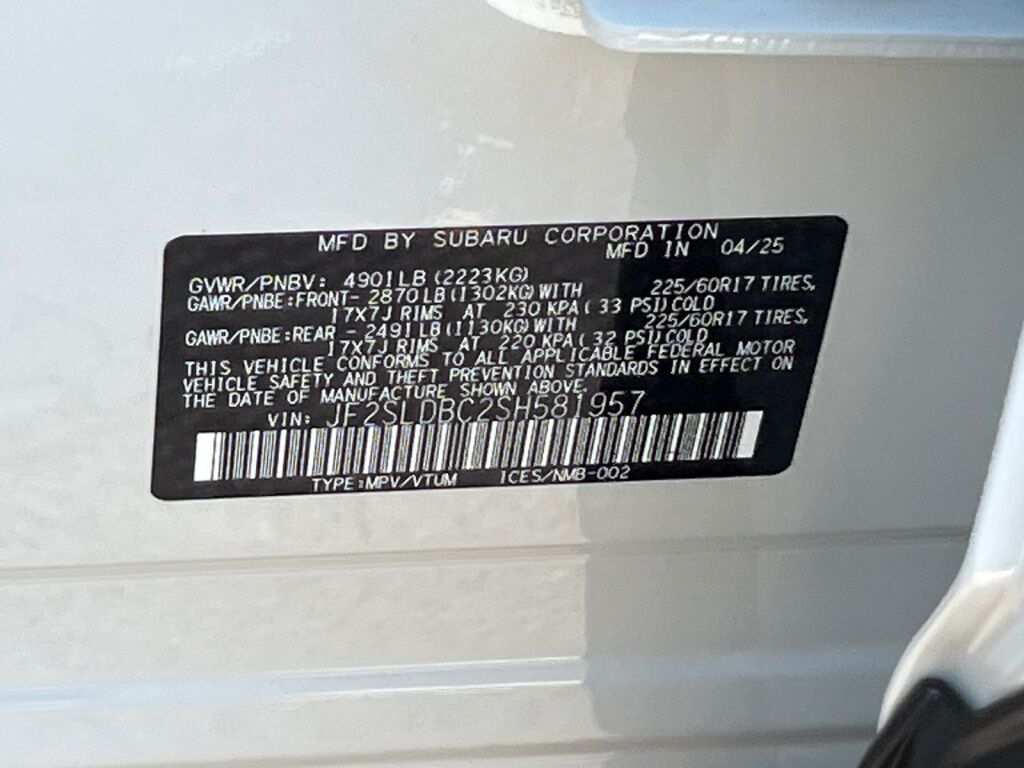 MFD BY SUBARU CORPORATION
MFD IN 04/25
GVWR/PNBV: 4901LB(2223KG)
GAWR/PNBE:FRONT- 2870LB(1302KG)WITH 225/60R17 TIRES,
17X7J RIMS AT 230 KPA( 33 PSI)COLD
GAWR/PNBE:REAR - 2491LB(1130KG)WITH 225/60R17 TIRES,
17X7J RIMS AT 220 KPA( 32 PSI)COLD
THIS VEHICLE CONFORMS TO ALL APPLICABLE FEDERAL MOTOR
VEHICLE SAFETY AND THEFT PREVENTION STANDARDS IN EFFECT ON
THE DATE OF MANUFACTURE SHOWN ABOVE.
VIN: JF2SLDBC2SH581957
TYPE:MPV/VTUM ICES/NMB-002